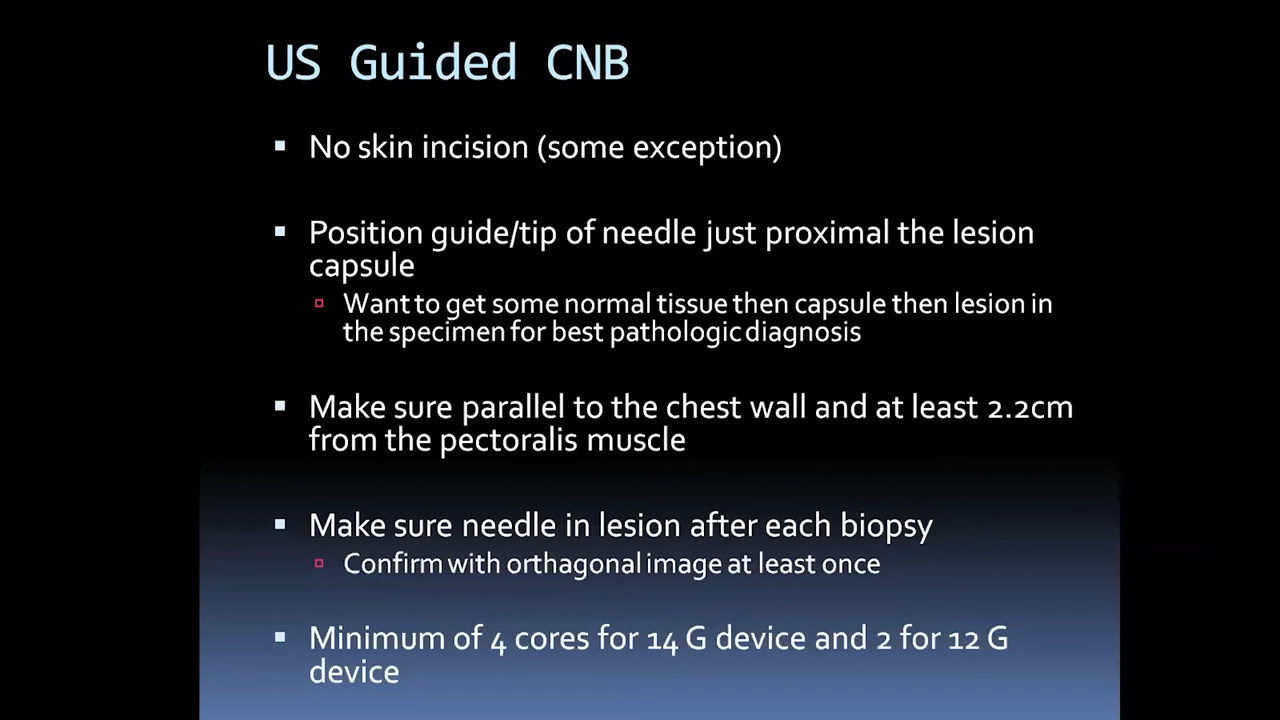 US Guided CNB
No skin incision (some exception)
Position guide/tip of needle just proximal the lesion
capsule
Want to get some normal tissue then capsule then lesion in
the specimen for best pathologic diagnosis
Make sure parallel to the chest wall and at least 2.2cm
from the pectoralis muscle
Make sure needle in lesion after each biopsy
Confirm with orthagonal image at least once
Minimum of 4 cores for 14 G device and 2 for 12 G
device